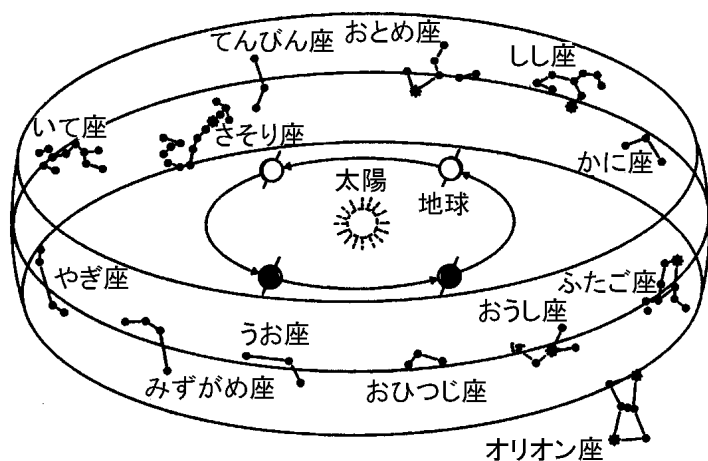 てんびん座
おとめ座
しし座
いて座
さそり座
かに座
太陽
地球
やぎ座
ふたご座
おうし座
うお座
みずがめ座
おひつじ座
オリオン座